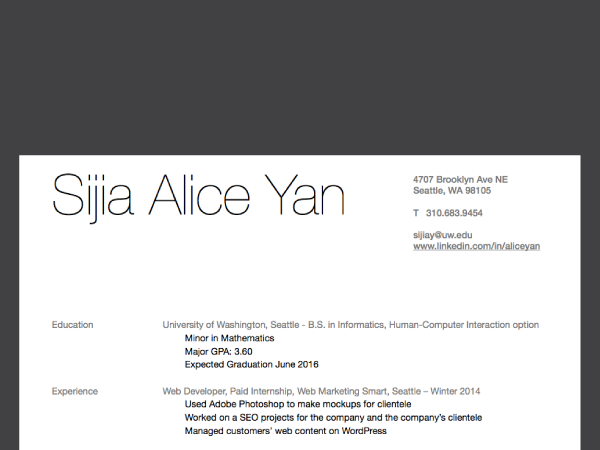 Sijia Alice Yan
4707 Brooklyn Ave NE
Seattle, WA 98105
T 310.683.9454
sijiay@uw.edu
www.linkedin.com/in/aliceyan
Education
University of Washington, Seattle - B.S. in Informatics, Human-Computer Interaction option
Minor in Mathematics
Major GPA: 3.60
Expected Graduation June 2016
Experience
Web Developer, Paid Internship, Web Marketing Smart, Seattle – Winter 2014
Used Adobe Photoshop to make mockups for clientele
Worked on a SEO projects for the company and the company's clientele
Managed customers' web content on WordPress